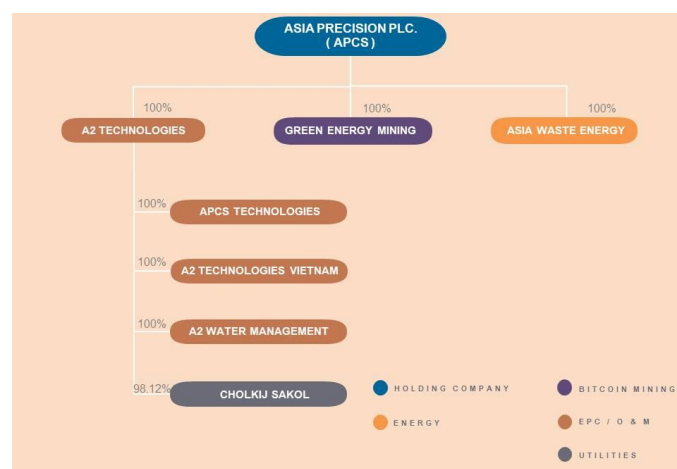 ASIA PRECISION PLC.
( APCS )
100%
100%
100%
A2 TECHNOLOGIES
GREEN ENERGY MINING
ASIA WASTE ENERGY
100%
APCS TECHNOLOGIES
100%
A2 TECHNOLOGIES VIETNAM
100%
A2 WATER MANAGEMENT
98.12%
CHOLKIJ SAKOL
HOLDING COMPANY
BITCOIN MINING
ENERGY
EPC / O & M
UTILITIES